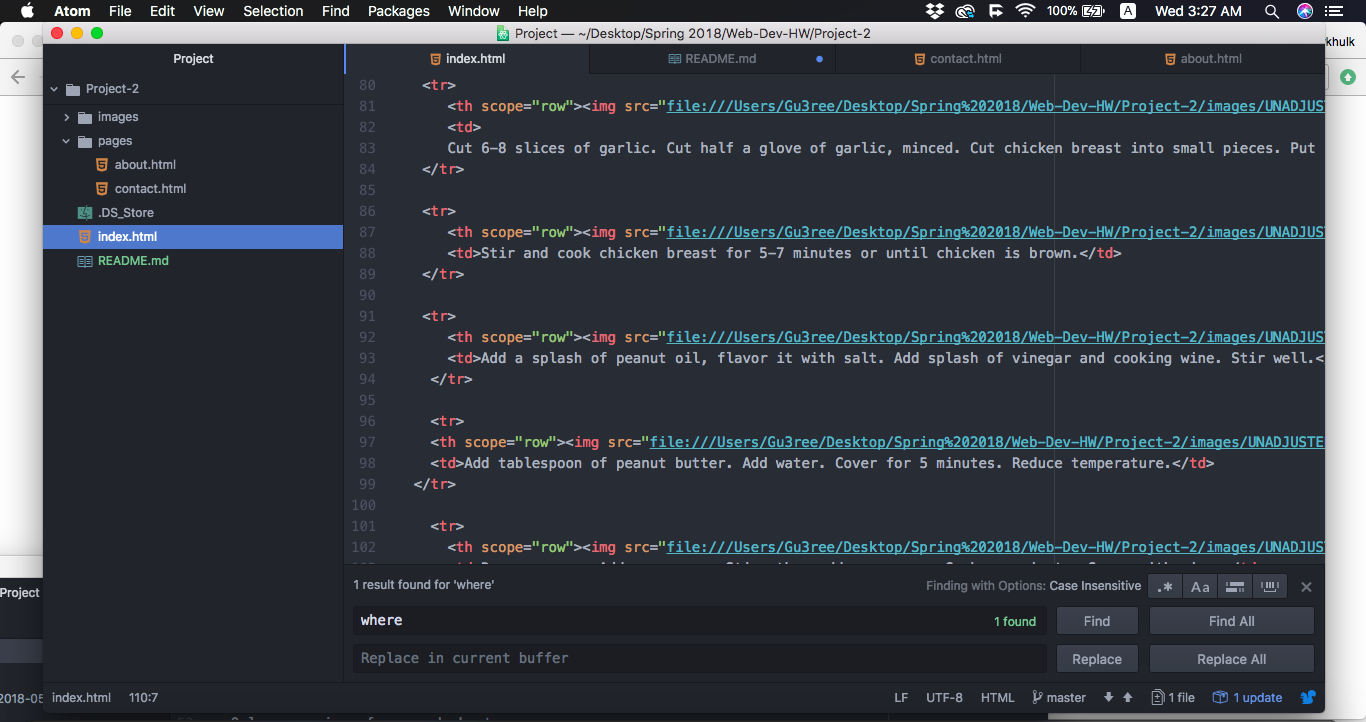 Atom File Edit View Selection Find Packages Window Help 100% A Wed 3:27 AM
Project — ~/Desktop/Spring 2018/Web-Dev-HW/Project-2
khulk
Project
index.html
README.md
contact.html
about.html
Project-2
images
pages
about.html
contact.html
.DS_Store
index.html
README.md
80 <tr>
81 <th scope="row"><img src="file:///Users/Gu3ree/Desktop/Spring%202018/Web-Dev-HW/Project-2/images/UNADJUS
82 <td>
83 Cut 6-8 slices of garlic. Cut half a glove of garlic, minced. Cut chicken breast into small pieces. Put
84 </tr>
85
86 <tr>
87 <th scope="row"><img src="file:///Users/Gu3ree/Desktop/Spring%202018/Web-Dev-HW/Project-2/images/UNADJUS
88 <td>Stir and cook chicken breast for 5-7 minutes or until chicken is brown.</td>
89 </tr>
90
91 <tr>
92 <th scope="row"><img src="file:///Users/Gu3ree/Desktop/Spring%202018/Web-Dev-HW/Project-2/images/UNADJUS
93 <td>Add a splash of peanut oil, flavor it with salt. Add splash of vinegar and cooking wine. Stir well.<
94 </tr>
95
96 <tr>
97 <th scope="row"><img src="file:///Users/Gu3ree/Desktop/Spring%202018/Web-Dev-HW/Project-2/images/UNADJUSTE
98 <td>Add tablespoon of peanut butter. Add water. Cover for 5 minutes. Reduce temperature.</td>
99 </tr>
100
101 <tr>
102 <th scope="row"><img src="file:///Users/Gu3ree/Desktop/Spring%202018/Web-Dev-HW/Project-2/images/UNADJUS
1 result found for 'where'
Finding with Options: Case Insensitive .* Aa
where 1 found Find Find All
Replace in current buffer Replace Replace All
Project
2018-05
index.html 110:7 LF UTF-8 HTML master 1 file 1 update